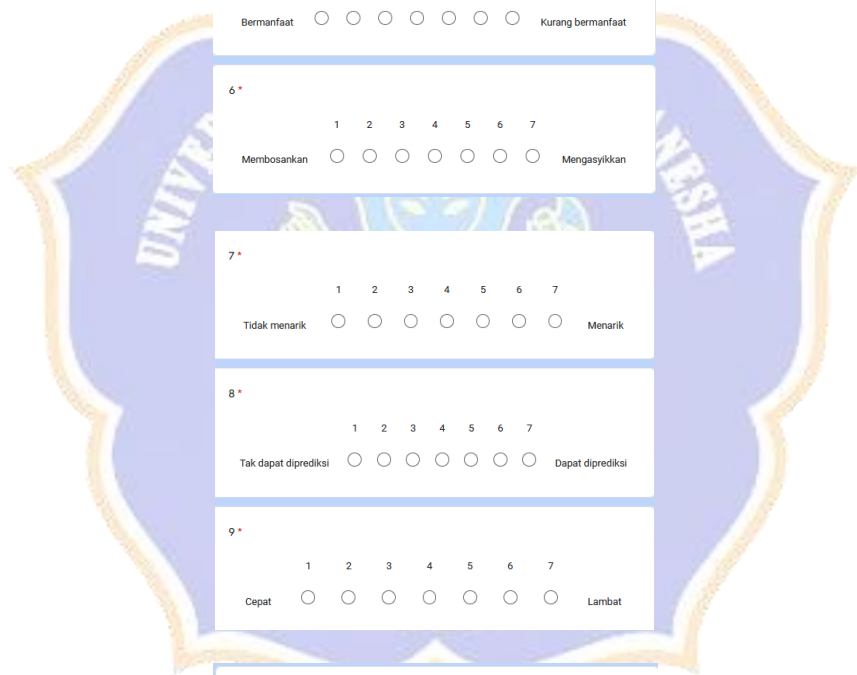 Bermanfaat Kurang bermanfaat
6 *
1 2 3 4 5 6 7
Membosankan Mengasyikkan
7 *
1 2 3 4 5 6 7
Tidak menarik Menarik
8 *
1 2 3 4 5 6 7
Tak dapat diprediksi Dapat diprediksi
9 *
1 2 3 4 5 6 7
Cepat Lambat